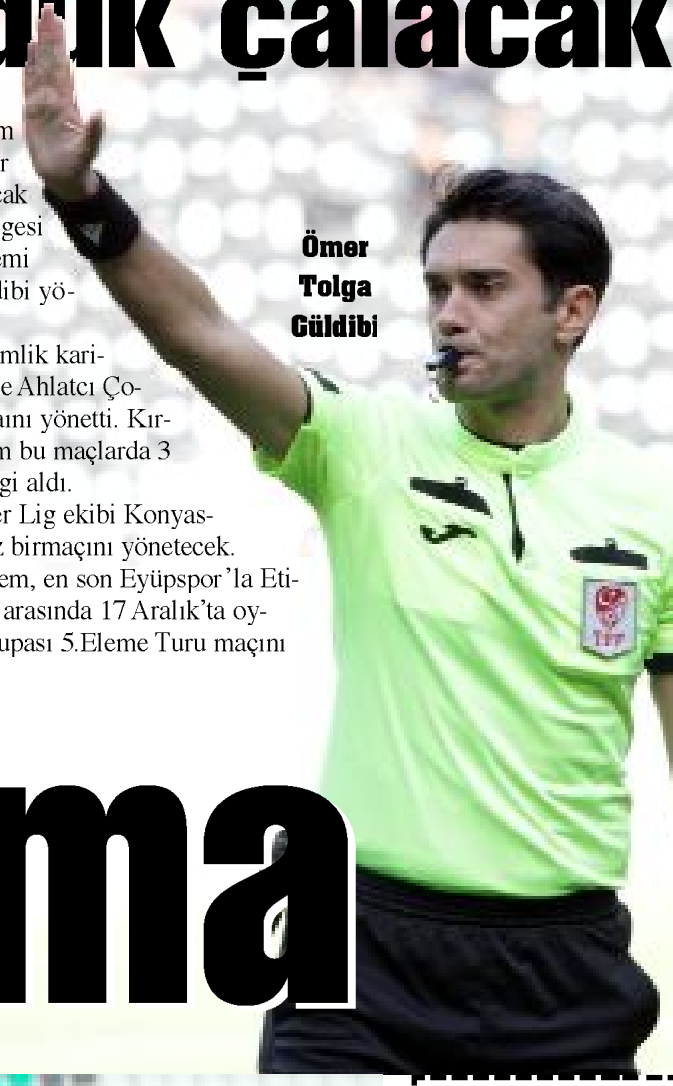 düdük çalacak
m
r
cak
gesi
emi
dibi yö-
mlik kari-
e Ahlatcı Ço-
aını yönetti. Kır-
m bu maçlarda 3
gi aldı.
er Lig ekibi Konyas-
z birmaçını yönetecek.
em, en son Eyüpspor'la Eti-
arasında 17 Aralık'ta oy-
upası 5.Eleme Turu maçını
Ömer
Tolga
Güldibi
TFF
ma